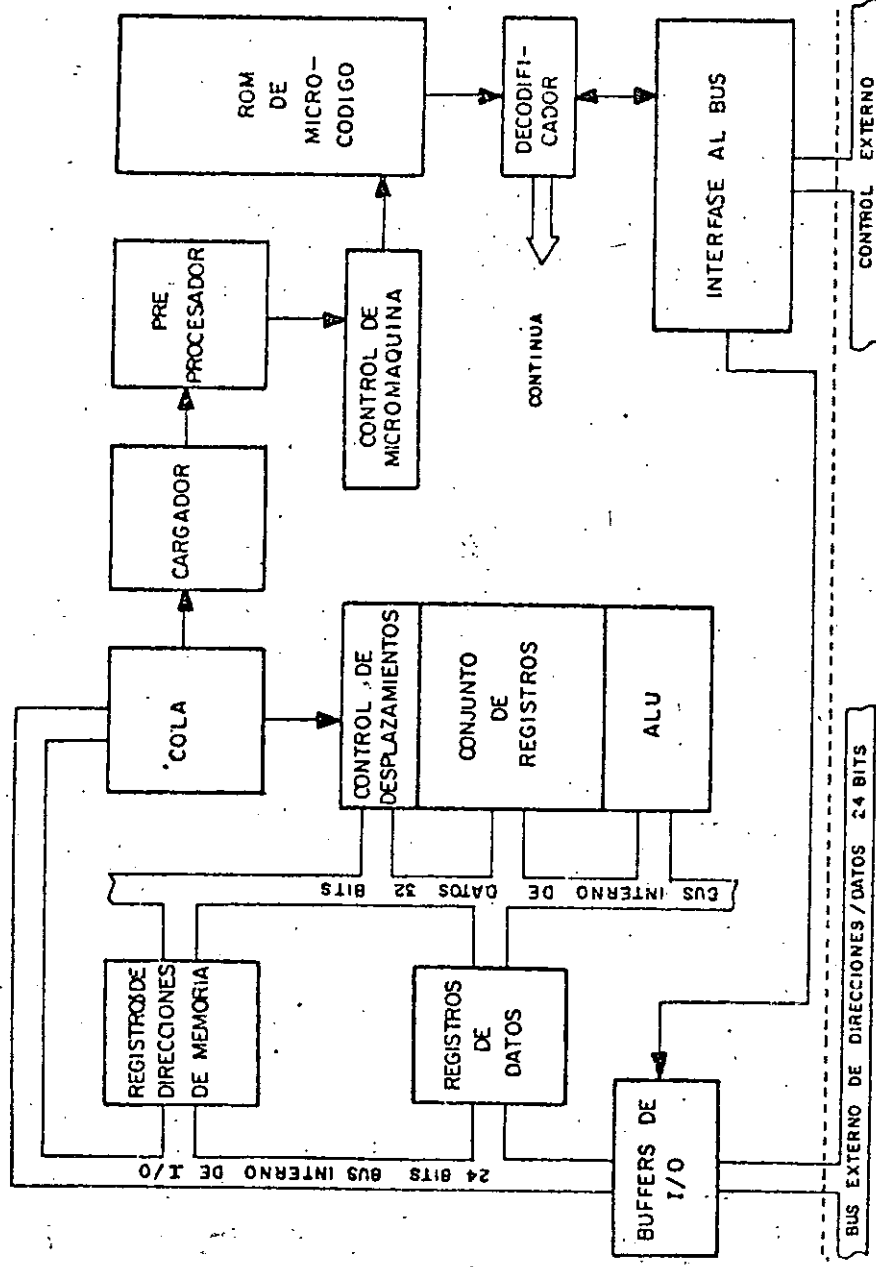 COLA
CARGADOR
PRE
PROCESADOR
ROM
DE
MICRO-
CODIGO
CONTROL DE
MICROMAQUINA
DECODIFI-
CADOR
CONTINUA
INTERFASE AL BUS
CONTROL EXTERNO
CONTROL DE
DESPLAZAMIENTOS
CONJUNTO
DE
REGISTROS
ALU
BUS INTERNO DE DATOS 32 BITS
REGISTROS DE
DIRECCIONES
DE MEMORIA
REGISTROS
DE
DATOS
24 BITS BUS INTERNO DE I/O
BUFFERS DE
I/O
BUS EXTERNO DE DIRECCIONES/DATOS 24 BITS